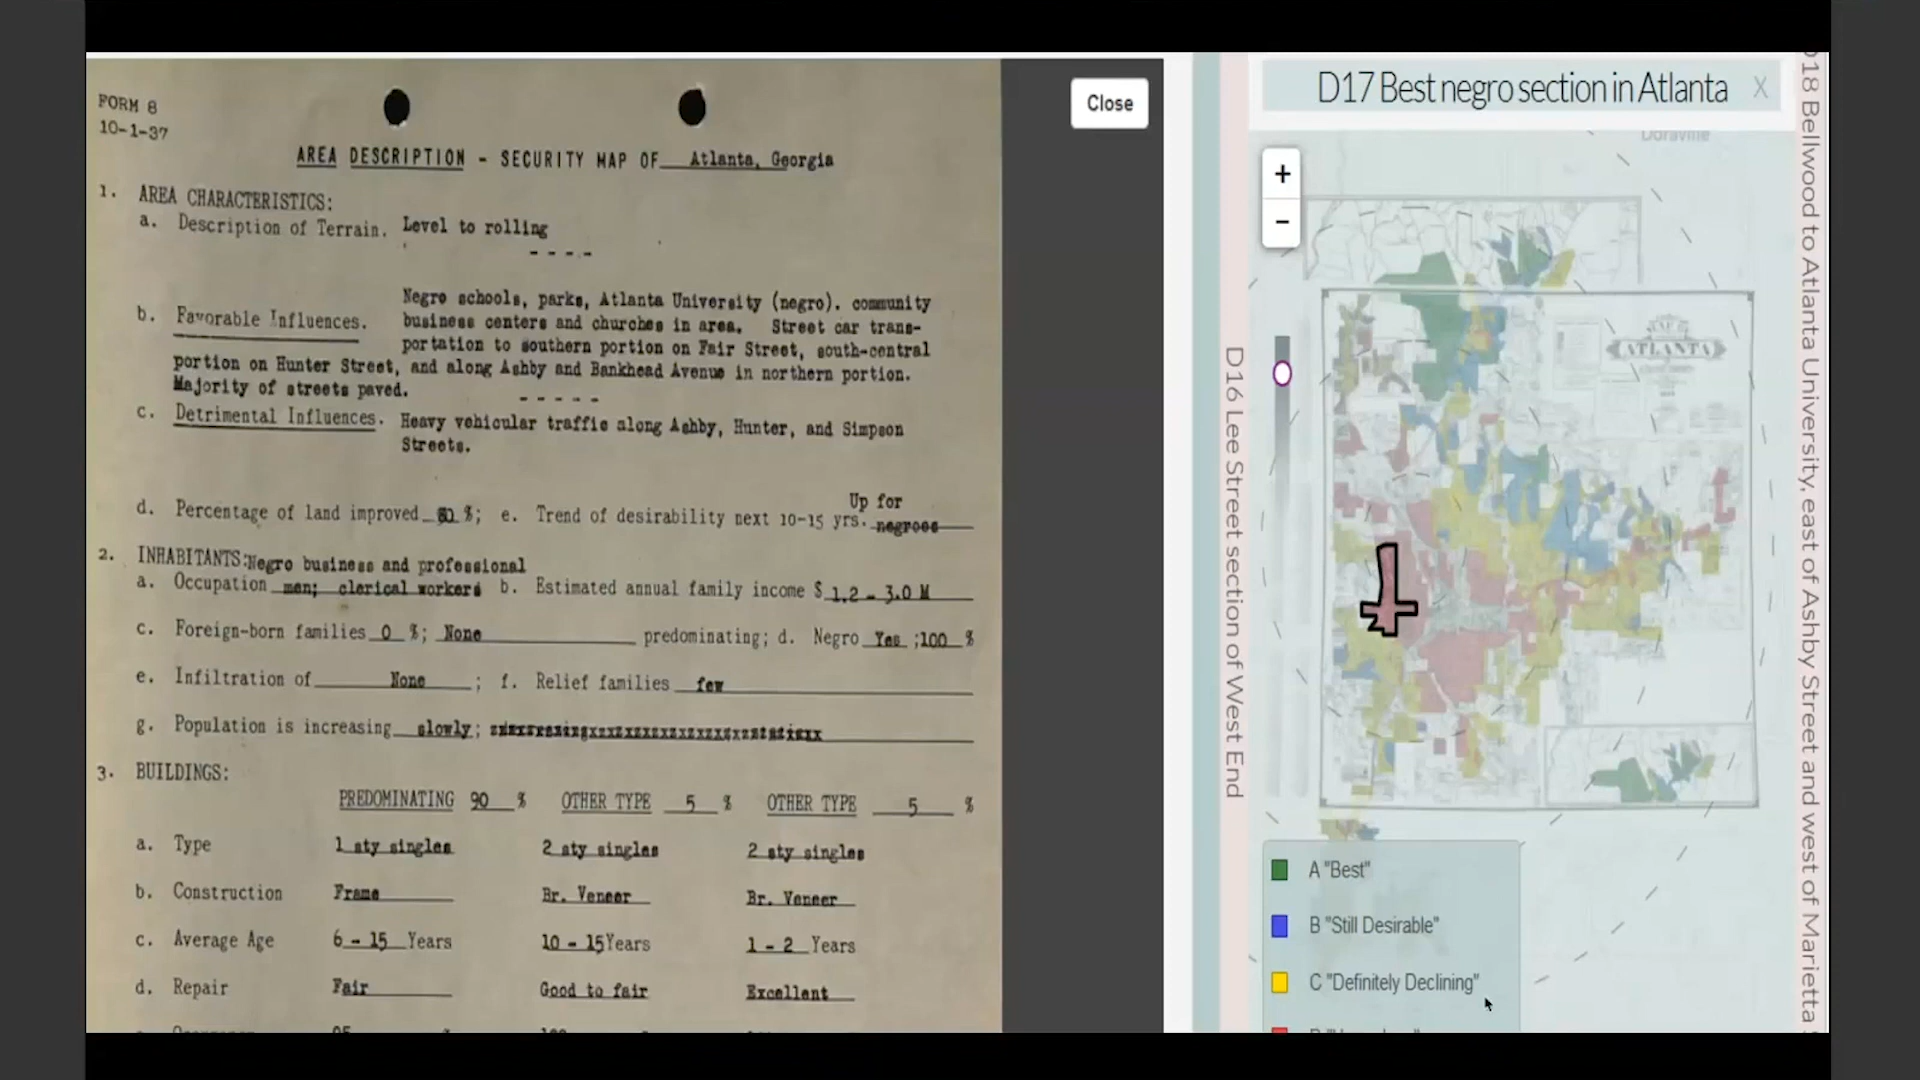 FORM 8
10-1-37
AREA DESCRIPTION - SECURITY MAP OF Atlanta, Georgia
1. AREA CHARACTERISTICS:
a. Description of Terrain. Level to rolling
- - - -
b. Favorable Influences. Negro schools, parks, Atlanta University (negro). community
business centers and churches in area. Street car trans-
portation to southern portion on Fair Street, south-central
portion on Hunter Street, and along Ashby and Bankhead Avenue in northern portion.
Majority of streets paved.
- - - - -
c. Detrimental Influences. Heavy vehicular traffic along Ashby, Hunter, and Simpson
Streets.
d. Percentage of land improved %; e. Trend of desirability next 10-15 yrs. Up for
negroes
2. INHABITANTS: Negro business and professional
a. Occupation men; clerical workers b. Estimated annual family income $ 1.2 - 3.0 M
c. Foreign-born families 0 %; None predominating; d. Negro Yes ;100 %
e. Infiltration of None ; f. Relief families few
g. Population is increasing slowly;
3. BUILDINGS:
PREDOMINATING 90 % OTHER TYPE 5 % OTHER TYPE 5 %
a. Type 1 sty singles 2 sty singles 2 sty singles
b. Construction Frame Br. Veneer Br. Veneer
c. Average Age 6 - 15 Years 10 - 15 Years 1 - 2 Years
d. Repair Fair Good to fair Excellent
Close
D17 Best negro section in Atlanta X
Doraville
+
-
ATLANTA
D16 Lee Street section of West End
D18 Bellwood to Atlanta University, east of Ashby Street and west of Marietta
A "Best"
B "Still Desirable"
C "Definitely Declining"